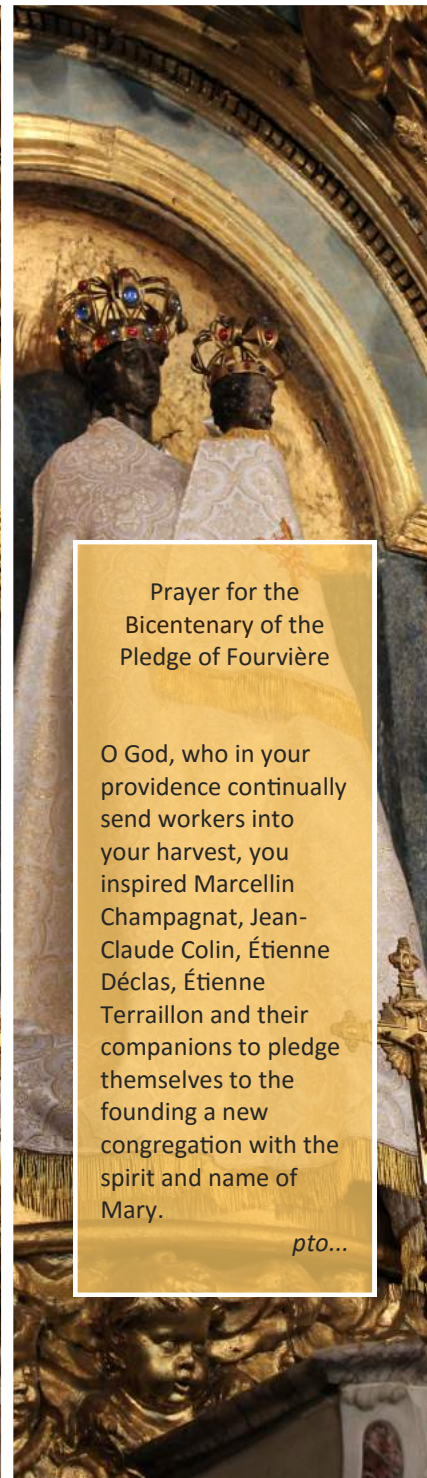 Prayer for the
Bicentenary of the
Pledge of Fourvière
O God, who in your
providence continually
send workers into
your harvest, you
inspired Marcellin
Champagnat, Jean-
Claude Colin, Étienne
Déclas, Étienne
Terraillon and their
companions to pledge
themselves to the
founding a new
congregation with the
spirit and name of
Mary.
pto...